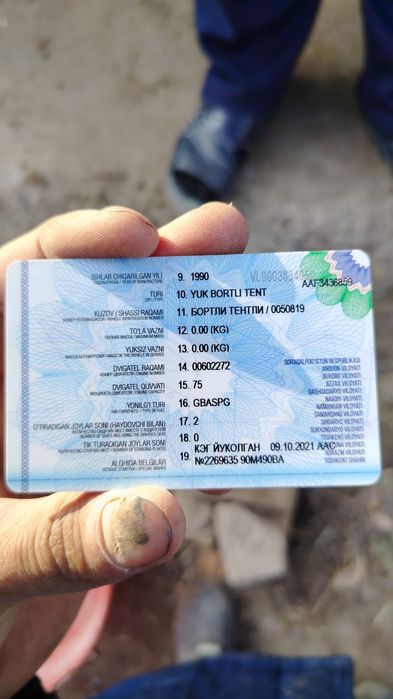 ISHLAB CHIQARILGAN YILI 9. 1990
VL0003834
AAF3436859
TURI 10. YUK BORTLI TENT
KUZOV / SHASSI RAQAMI 11. БОРТЛИ ТЕНТЛИ / 0050819
TO'LA VAZNI 12. 0.00 (KG)
YUKSIZ VAZNI 13. 0.00 (KG)
DVIGATEL RAQAMI 14. 00602272
DVIGATEL QUVVATI 15. 75
YONILG'I TURI 16. GBASPG
O'TIRADIGAN JOYLAR SONI (HAYDOVCHI BILAN) 17. 2
TIK TURADIGAN JOYLAR SONI 18. 0
ALOHIDA BELGILAR 19. КЭГ ЙУКОЛГАН 09.10.2021 ААС
№2269635 90M490BA
QORAQALPOG'ISTON RESPUBLIKASI
ANDIJON VILOYATI
BUXORO VILOYATI
JIZZAX VILOYATI
QASHQADARYO VILOYATI
NAVOIY VILOYATI
NAMANGAN VILOYATI
SAMARQAND VILOYATI
SIRDARYO VILOYATI
SURXONDARYO VILOYATI
TOSHKENT VILOYATI
XORAZM VILOYATI
TOSHKENT SHAHRI